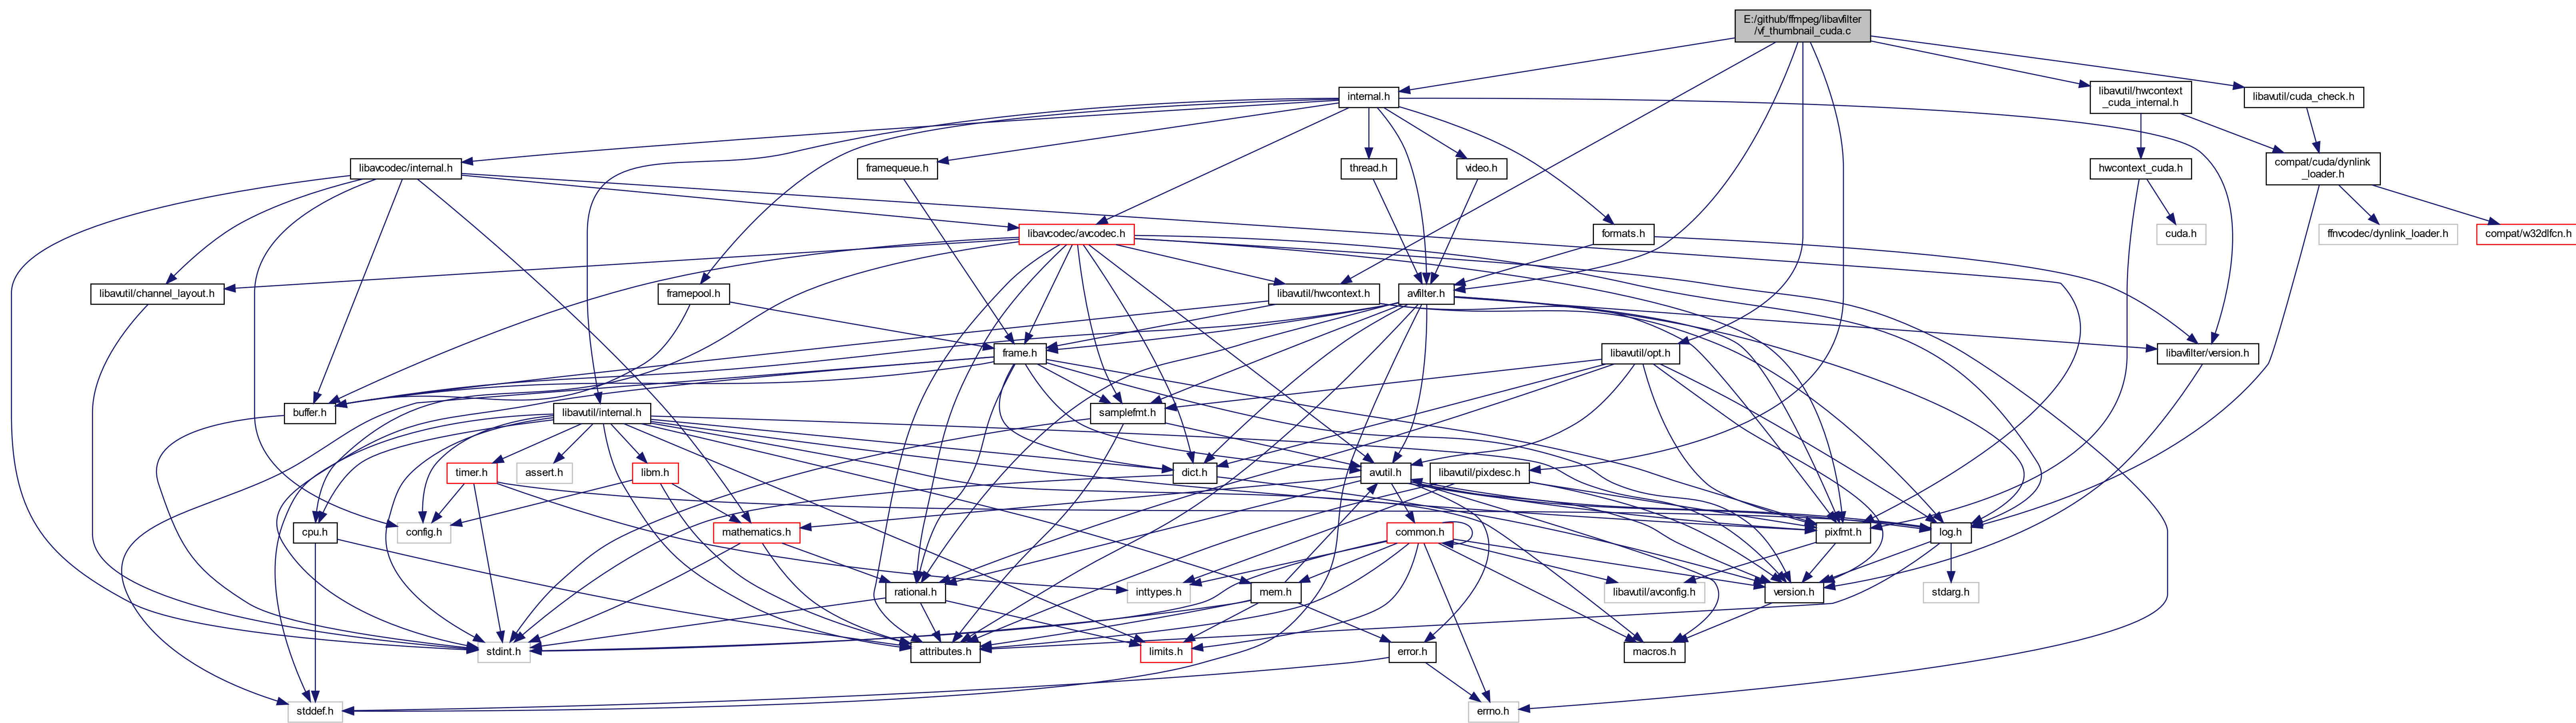 E:/github/ffmpeg/libavfilter
/vf_thumbnail_cuda.c
internal.h
libavutil/hwcontext
_cuda_internal.h
libavutil/cuda_check.h
libavcodec/internal.h
framequeue.h
thread.h
video.h
hwcontext_cuda.h
compat/cuda/dynlink
_loader.h
libavcodec/avcodec.h
formats.h
cuda.h
ffnvcodec/dynlink_loader.h
compat/w32dlfcn.h
libavutil/channel_layout.h
framepool.h
libavutil/hwcontext.h
avfilter.h
frame.h
libavutil/opt.h
libavfilter/version.h
buffer.h
libavutil/internal.h
samplefmt.h
timer.h
assert.h
libm.h
dict.h
avutil.h
libavutil/pixdesc.h
cpu.h
config.h
mathematics.h
common.h
pixfmt.h
log.h
rational.h
inttypes.h
mem.h
libavutil/avconfig.h
version.h
stdarg.h
stdint.h
attributes.h
limits.h
error.h
macros.h
stddef.h
errno.h